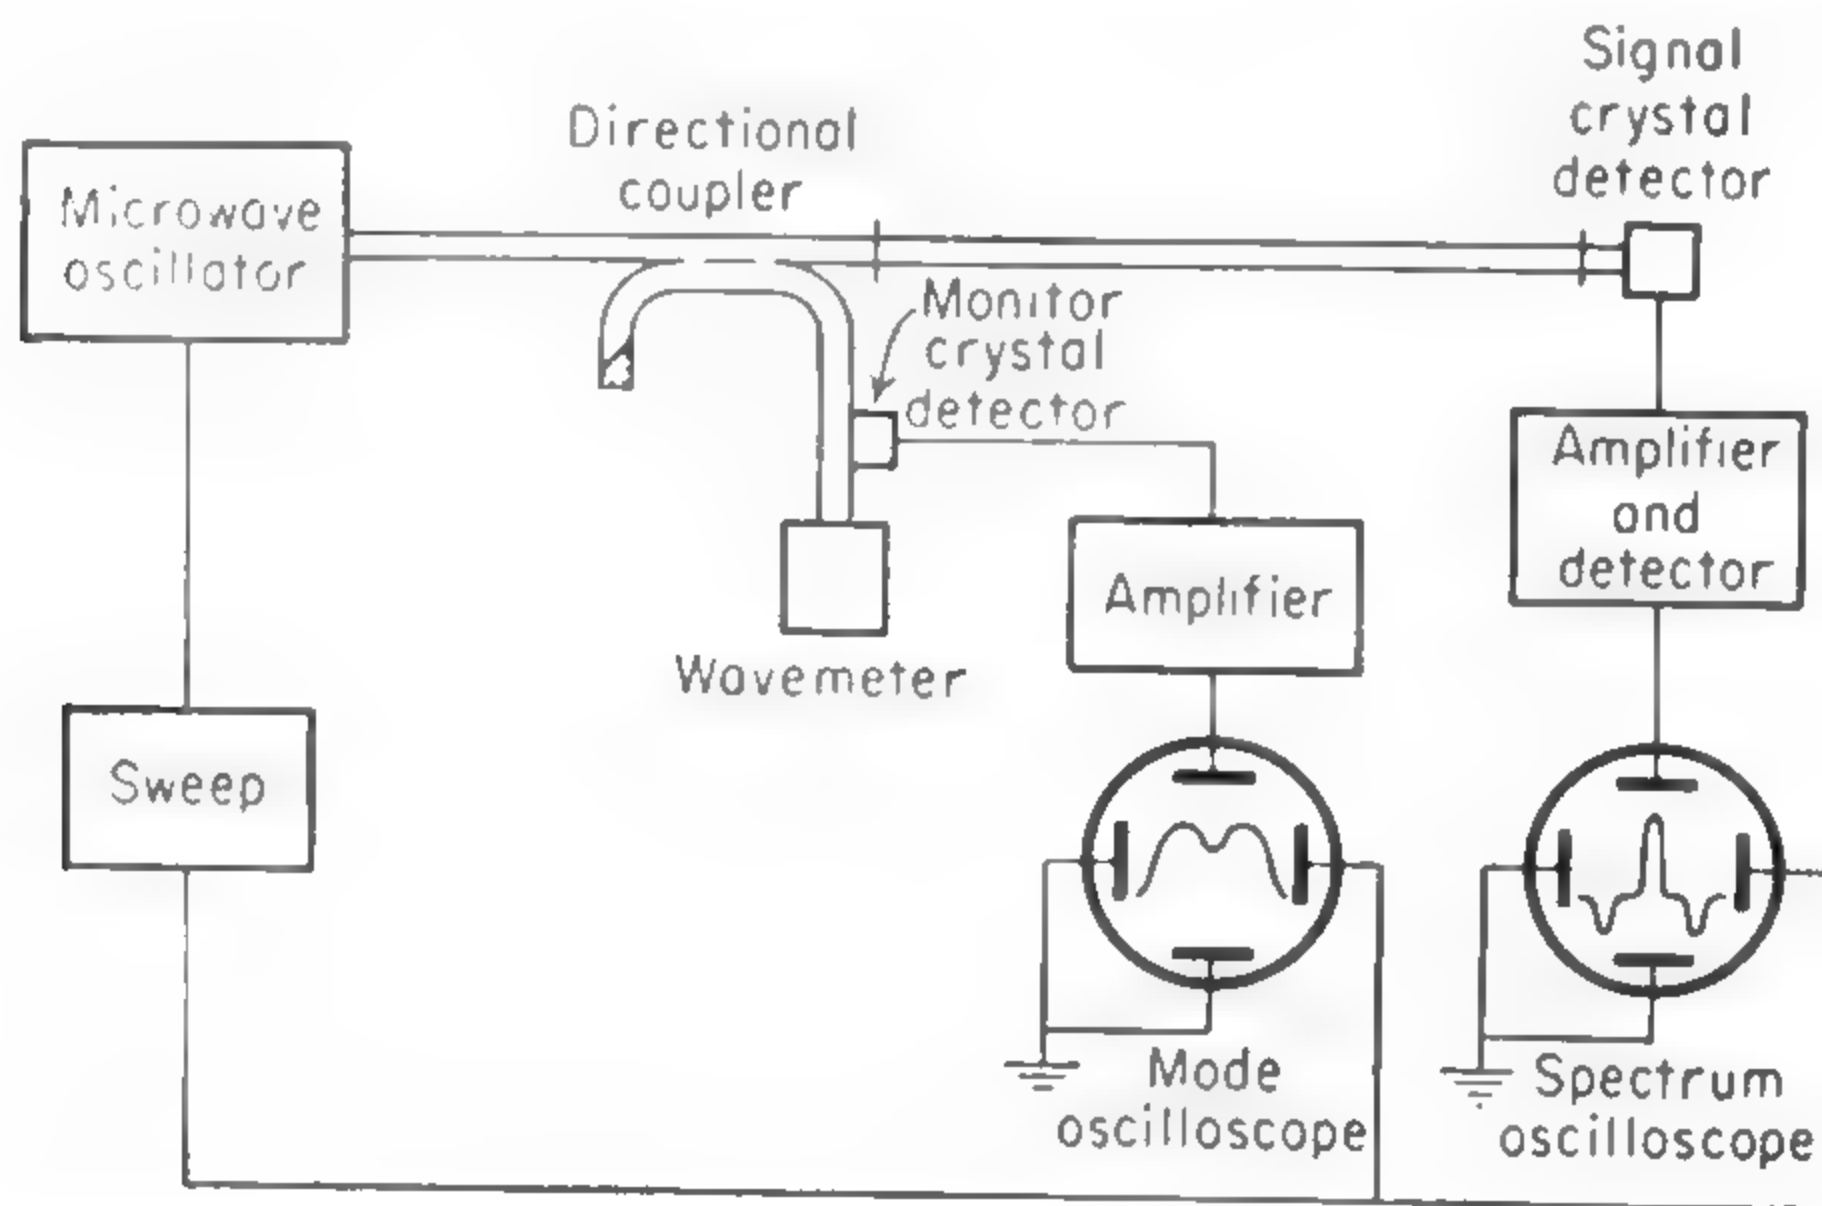 Signal
crystal
detector
Directional
coupler
Microwave
oscillator
Monitor
crystal
detector
Amplifier
and
detector
Amplifier
Wavemeter
Sweep
Mode
oscilloscope
Spectrum
oscilloscope